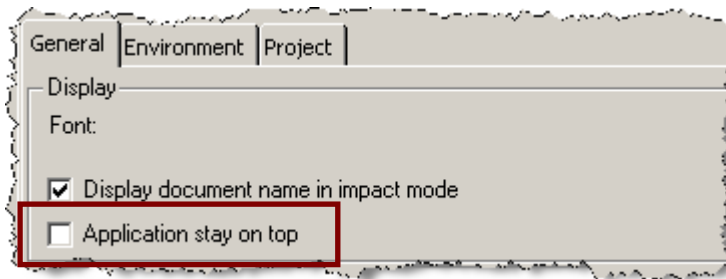 General Environment Project
Display
Font:
Display document name in impact mode
Application stay on top